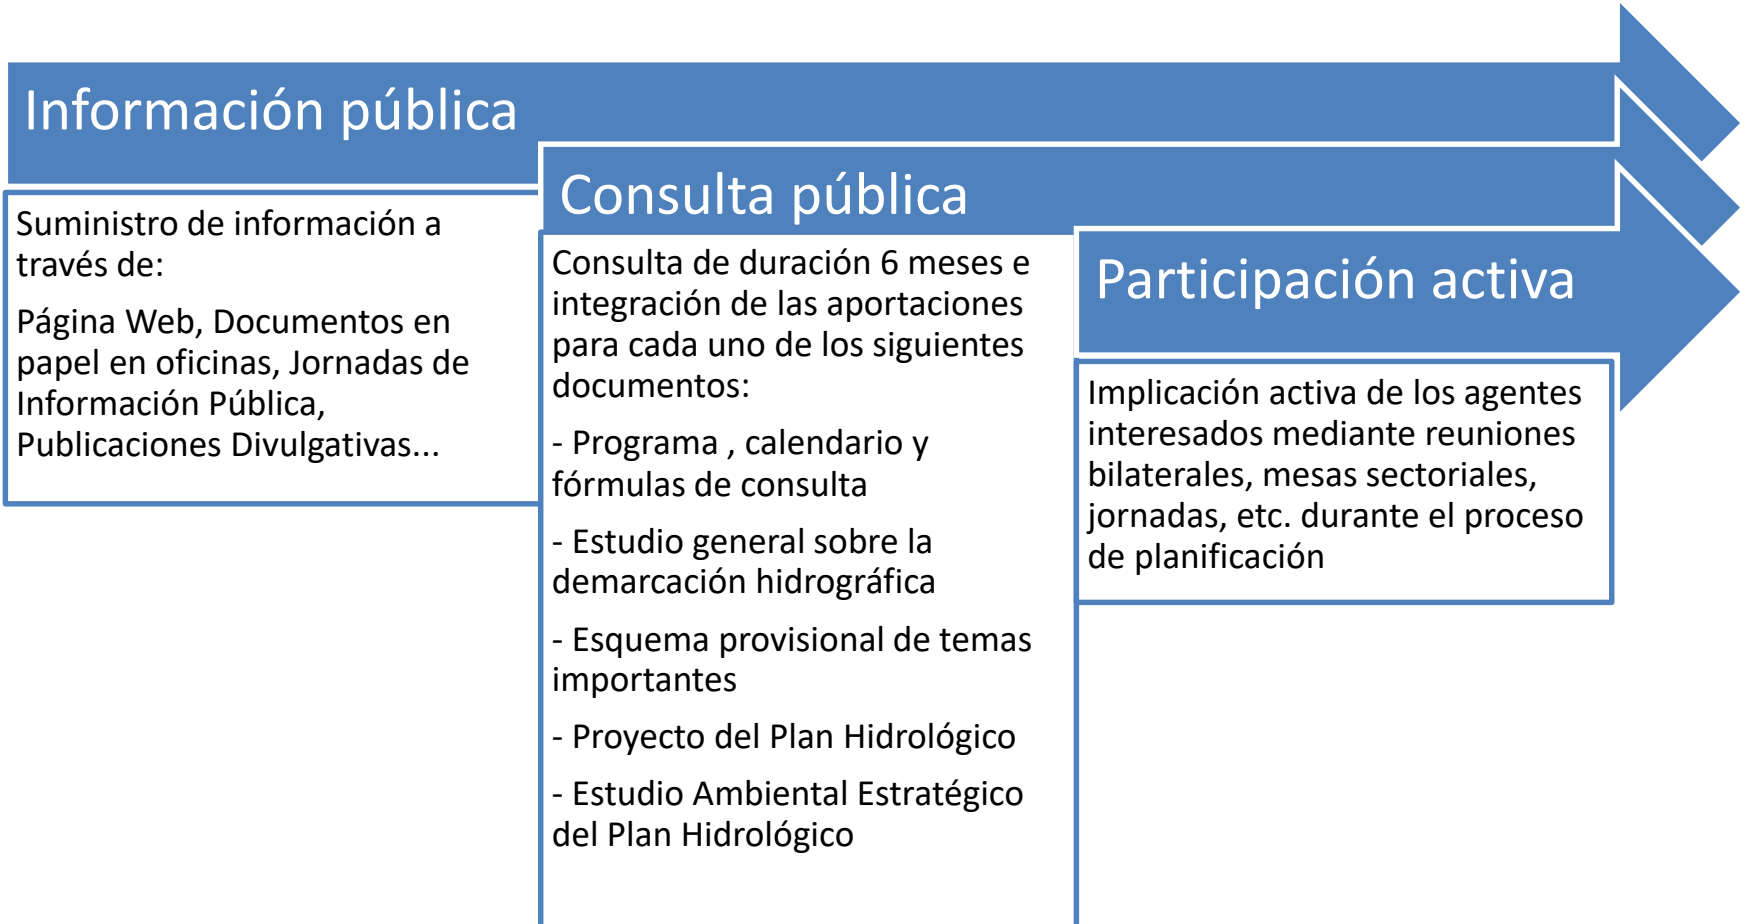 Información pública
Suministro de información a
través de:
Página Web, Documentos en
papel en oficinas, Jornadas de
Información Pública,
Publicaciones Divulgativas...
Consulta pública
Consulta de duración 6 meses e
integración de las aportaciones
para cada uno de los siguientes
documentos:
- Programa , calendario y
fórmulas de consulta
- Estudio general sobre la
demarcación hidrográfica
- Esquema provisional de temas
importantes
- Proyecto del Plan Hidrológico
- Estudio Ambiental Estratégico
del Plan Hidrológico
Participación activa
Implicación activa de los agentes
interesados mediante reuniones
bilaterales, mesas sectoriales,
jornadas, etc. durante el proceso
de planificación